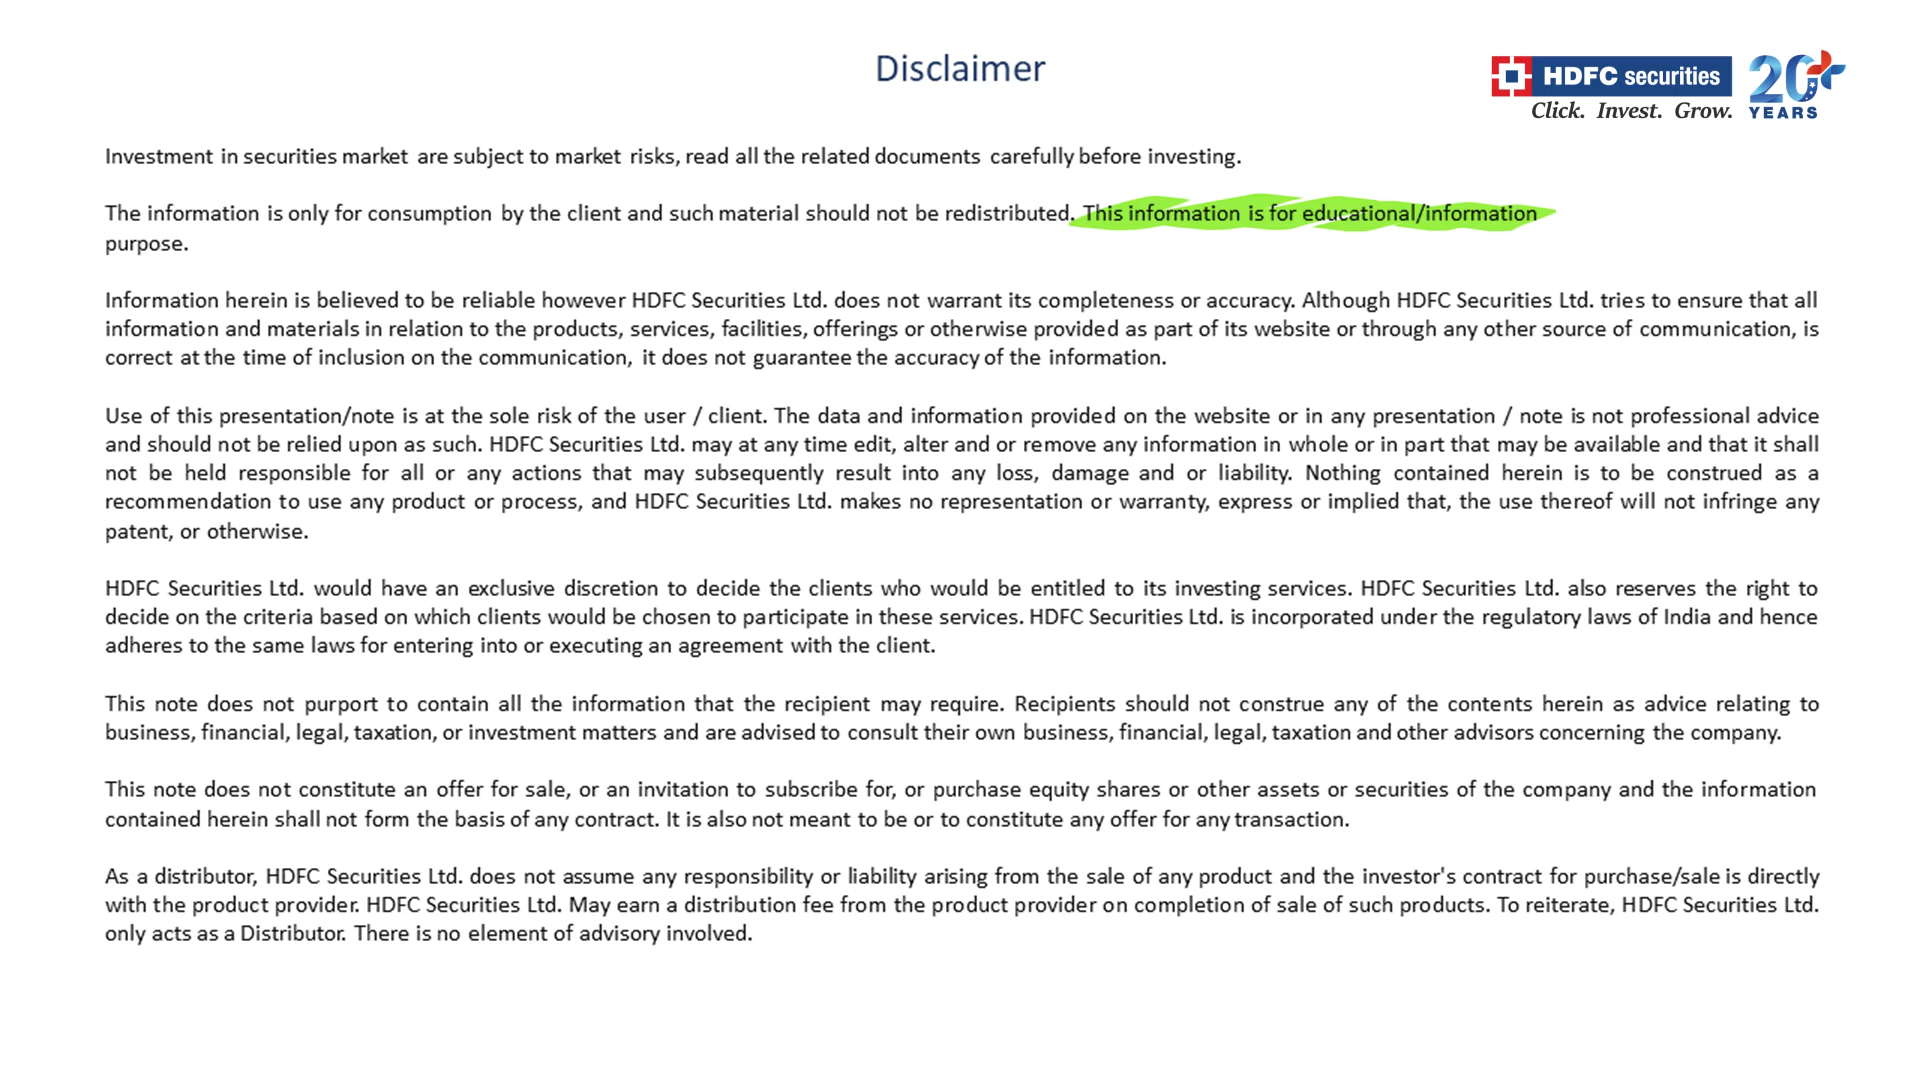 Disclaimer
HDFC securities
Click. Invest. Grow.
20
YEARS
Investment in securities market are subject to market risks, read all the related documents carefully before investing.
The information is only for consumption by the client and such material should not be redistributed. This information is for educational/information
purpose.
Information herein is believed to be reliable however HDFC Securities Ltd. does not warrant its completeness or accuracy. Although HDFC Securities Ltd. tries to ensure that all
information and materials in relation to the products, services, facilities, offerings or otherwise provided as part of its website or through any other source of communication, is
correct at the time of inclusion on the communication, it does not guarantee the accuracy of the information.
Use of this presentation/note is at the sole risk of the user / client. The data and information provided on the website or in any presentation / note is not professional advice
and should not be relied upon as such. HDFC Securities Ltd. may at any time edit, alter and or remove any information in whole or in part that may be available and that it shall
not be held responsible for all or any actions that may subsequently result into any loss, damage and or liability. Nothing contained herein is to be construed as a
recommendation to use any product or process, and HDFC Securities Ltd. makes no representation or warranty, express or implied that, the use thereof will not infringe any
patent, or otherwise.
HDFC Securities Ltd. would have an exclusive discretion to decide the clients who would be entitled to its investing services. HDFC Securities Ltd. also reserves the right to
decide on the criteria based on which clients would be chosen to participate in these services. HDFC Securities Ltd. is incorporated under the regulatory laws of India and hence
adheres to the same laws for entering into or executing an agreement with the client.
This note does not purport to contain all the information that the recipient may require. Recipients should not construe any of the contents herein as advice relating to
business, financial, legal, taxation, or investment matters and are advised to consult their own business, financial, legal, taxation and other advisors concerning the company.
This note does not constitute an offer for sale, or an invitation to subscribe for, or purchase equity shares or other assets or securities of the company and the information
contained herein shall not form the basis of any contract. It is also not meant to be or to constitute any offer for any transaction.
As a distributor, HDFC Securities Ltd. does not assume any responsibility or liability arising from the sale of any product and the investor's contract for purchase/sale is directly
with the product provider. HDFC Securities Ltd. May earn a distribution fee from the product provider on completion of sale of such products. To reiterate, HDFC Securities Ltd.
only acts as a Distributor. There is no element of advisory involved.